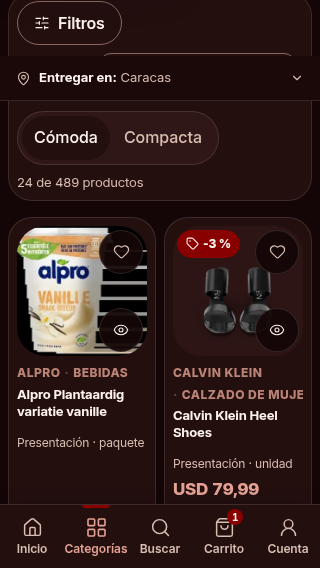 Filtros
Entregar en: Caracas
Cómoda
Compacta
24 de 489 productos
-3 %
alpro
VANILLE
ALPRO · BEBIDAS
Alpro Plantaardig
variatie vanille
Presentación · paquete
CALVIN KLEIN
· CALZADO DE MUJE
Calvin Klein Heel
Shoes
Presentación · unidad
USD 79,99
1
Inicio
Categorías
Buscar
Carrito
Cuenta